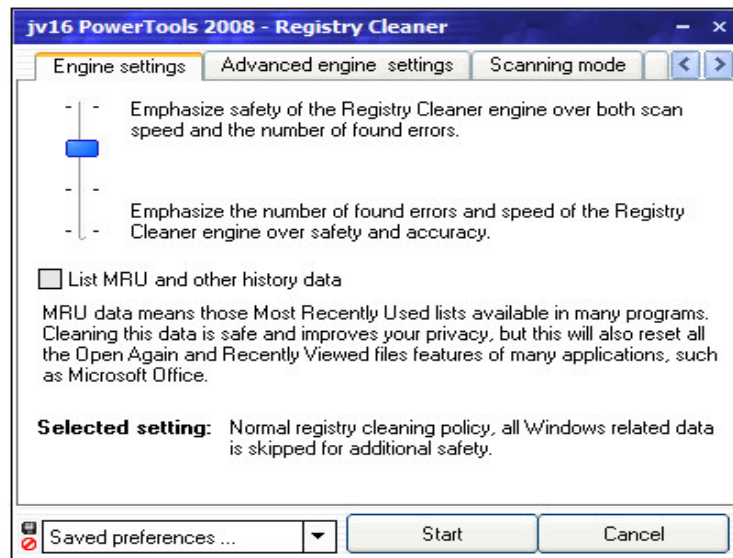 jv16 PowerTools 2008 - Registry Cleaner
Engine settings
Advanced engine settings
Scanning mode
Emphasize safety of the Registry Cleaner engine over both scan
speed and the number of found errors.
Emphasize the number of found errors and speed of the Registry
Cleaner engine over safety and accuracy.
List MRU and other history data
MRU data means those Most Recently Used lists available in many programs.
Cleaning this data is safe and improves your privacy, but this will also reset all
the Open Again and Recently Viewed files features of many applications, such
as Microsoft Office.
Selected setting: Normal registry cleaning policy, all Windows related data
is skipped for additional safety.
Saved preferences ...
Start
Cancel